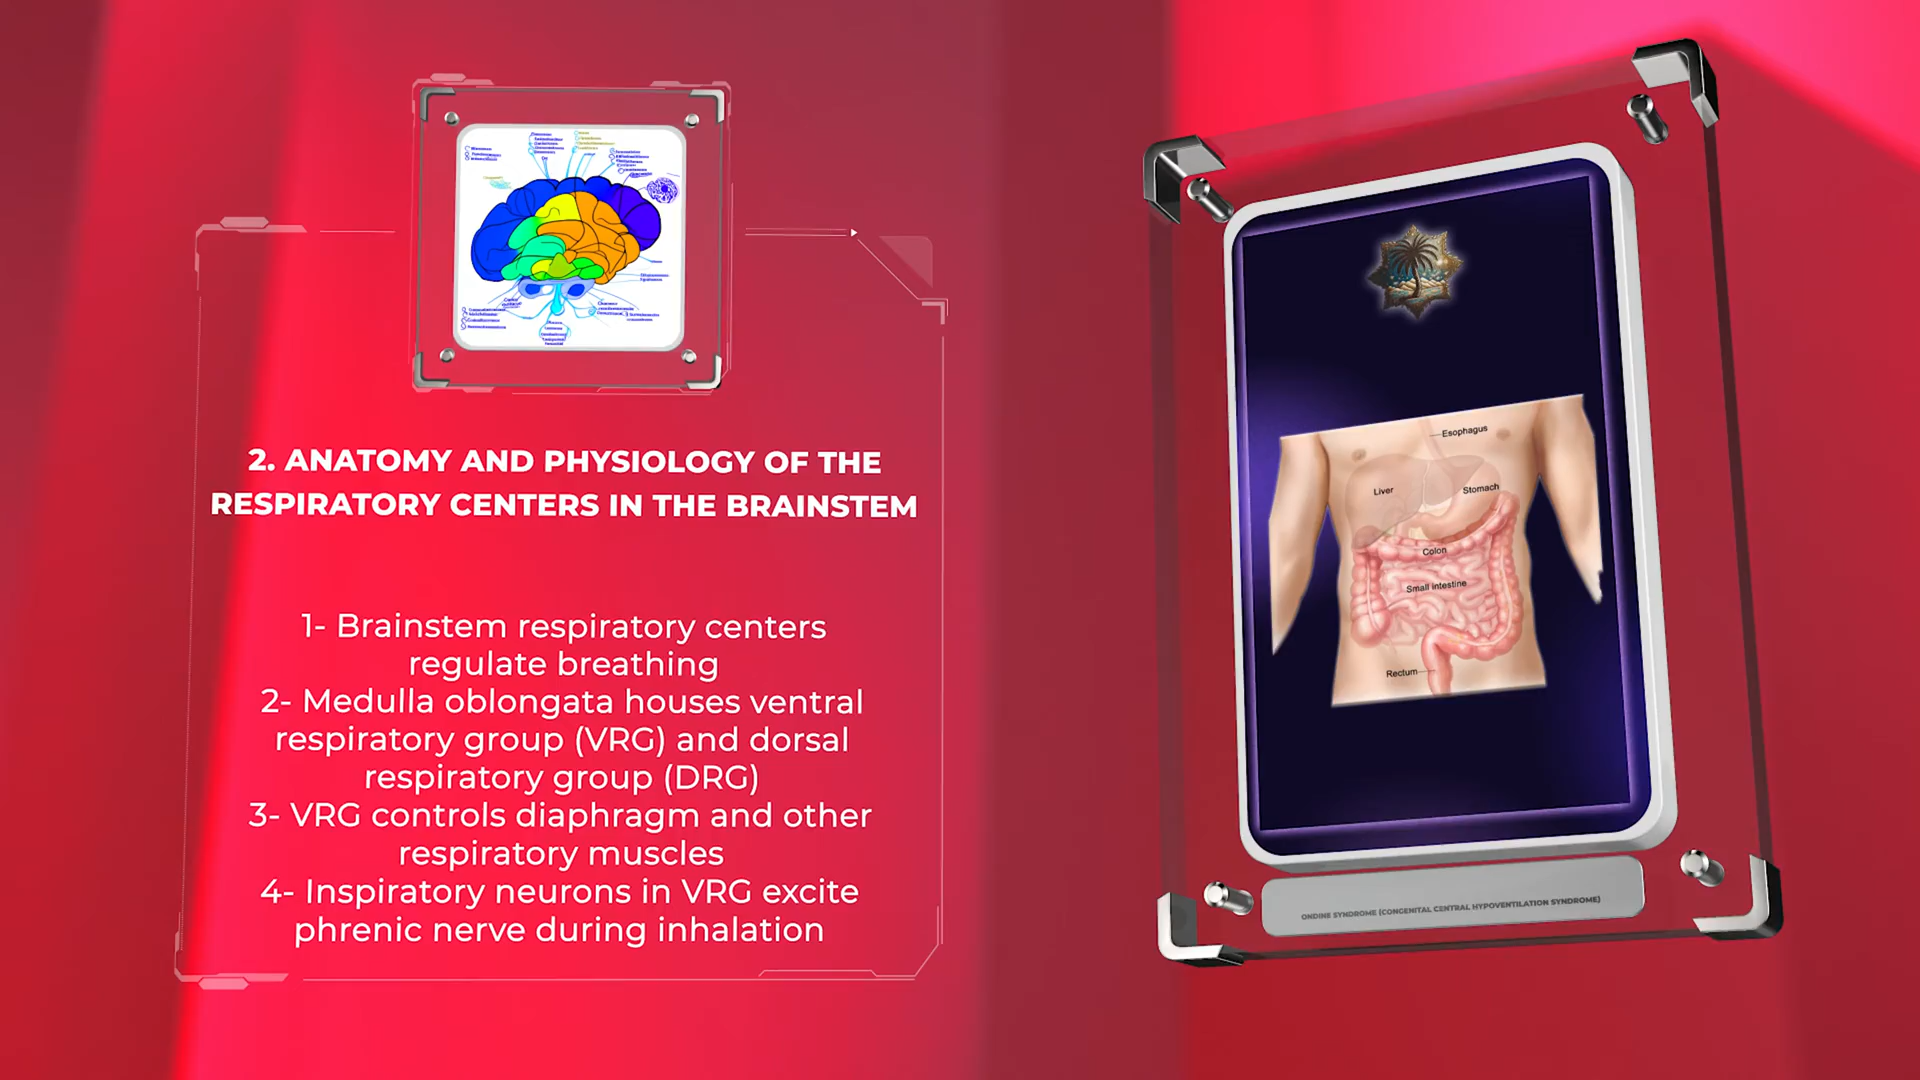 2. ANATOMY AND PHYSIOLOGY OF THE
RESPIRATORY CENTERS IN THE BRAINSTEM
1- Brainstem respiratory centers
regulate breathing
2- Medulla oblongata houses ventral
respiratory group (VRG) and dorsal
respiratory group (DRG)
3- VRG controls diaphragm and other
respiratory muscles
4- Inspiratory neurons in VRG excite
phrenic nerve during inhalation
Esophagus
Liver
Stomach
Colon
Small intestine
Rectum
ONDINE SYNDROME (CONGENITAL CENTRAL HYPOVENTILATION SYNDROME)